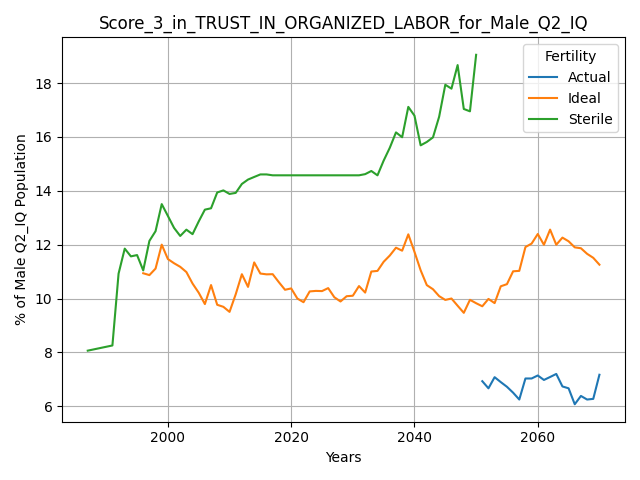 Score_3_in_TRUST_IN_ORGANIZED_LABOR_for_Male_Q2_IQ
Fertility
Actual
Ideal
Sterile
% of Male Q2_IQ Population
18
16
14
12
10
8
6
2000
2020
2040
2060
Years